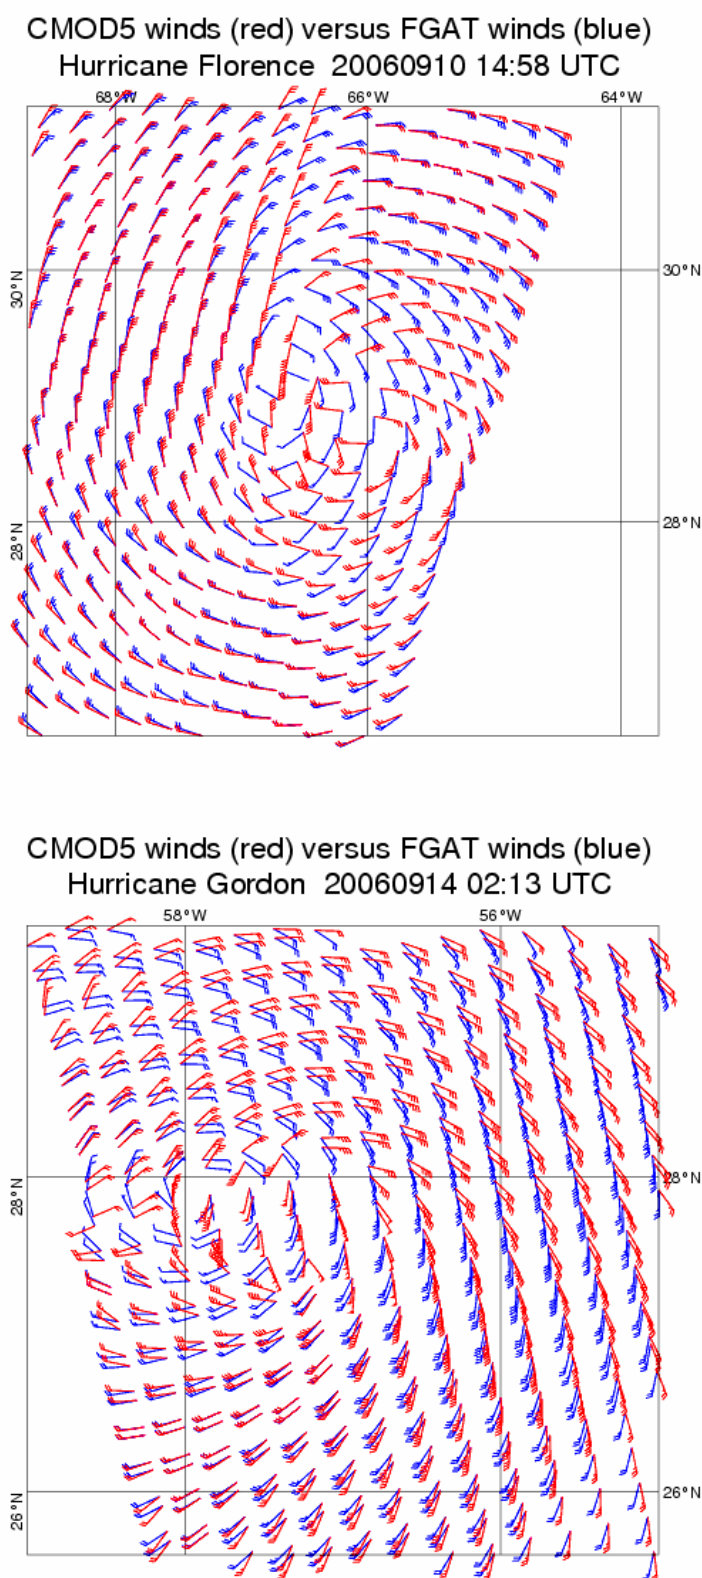 CMOD5 winds (red) versus FGAT winds (blue)
Hurricane Florence 20060910 14:58 UTC
68°W 66°W 64°W
30°N 30°N
28°N 28°N
CMOD5 winds (red) versus FGAT winds (blue)
Hurricane Gordon 20060914 02:13 UTC
58°W 56°W
28°N 28°N
26°N 26°N